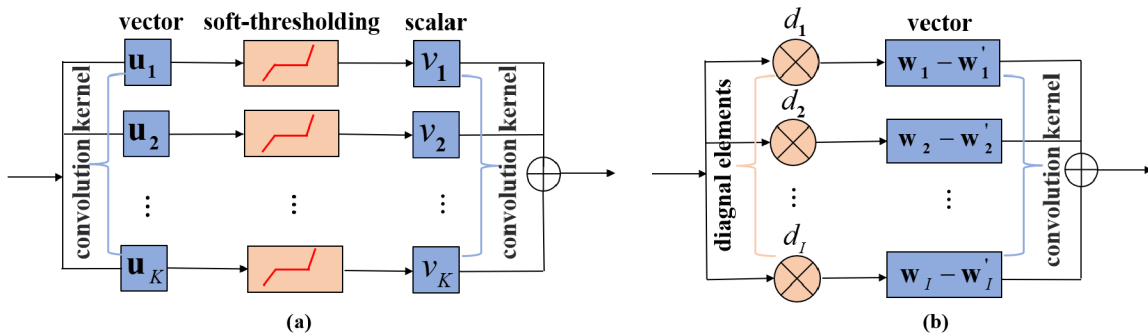 vector soft-thresholding scalar
convolution kernel
u1
v1
u2
v2
⋮ ⋮ ⋮
uK
vK
convolution kernel
(a)
vector
diagnal elements
d1
w1 − w'1
d2
w2 − w'2
⋮ ⋮
dI
wI − w'I
convolution kernel
(b)